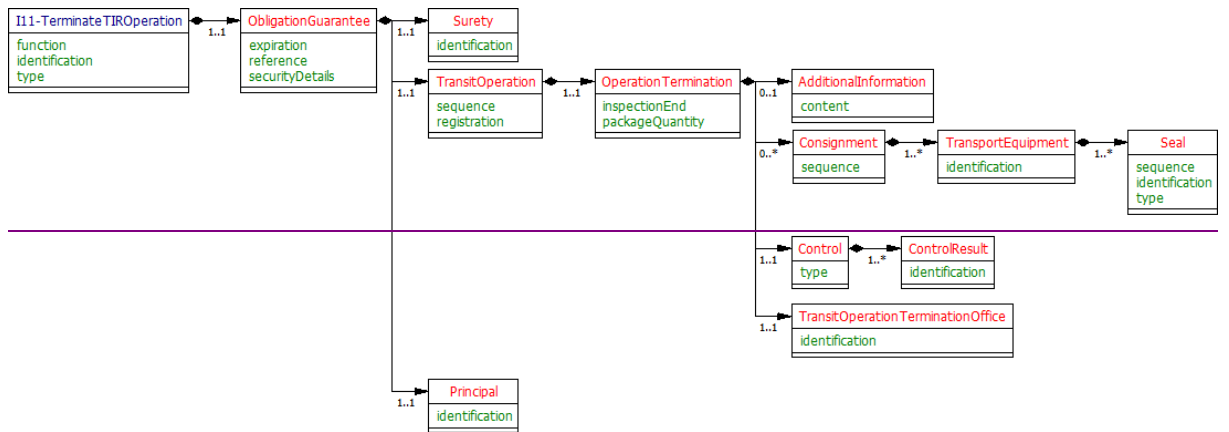 I11-TerminateTIROperation
function
identification
type
1..1
ObligationGuarantee
expiration
reference
securityDetails
1..1
Surety
identification
1..1
TransitOperation
sequence
registration
1..1
OperationTermination
inspectionEnd
packageQuantity
0..1
AdditionalInformation
content
0..*
Consignment
sequence
1..*
TransportEquipment
identification
1..*
Seal
sequence
identification
type
1..1
Control
type
1..*
ControlResult
identification
1..1
TransitOperationTerminationOffice
identification
1..1
Principal
identification